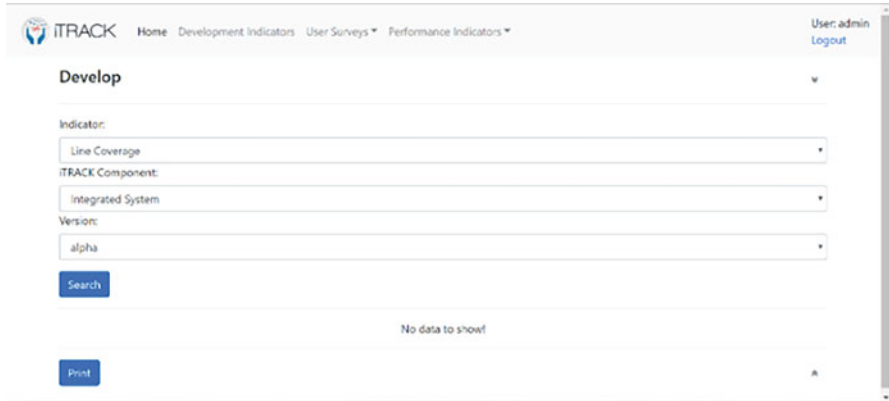 iTRACK Home Development Indicators User Surveys Performance Indicators User: admin
Logout
Develop
Indicator:
Line Coverage
iTRACK Component:
Integrated System
Version:
alpha
Search
No data to show!
Print